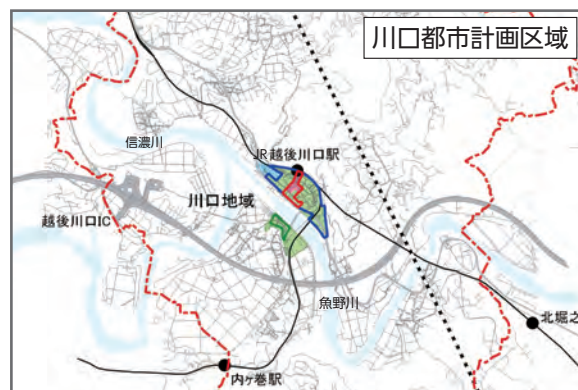 川口都市計画区域
信濃川
JR越後川口駅
川口地域
越後川口IC
魚野川
北堀之
内ヶ巻駅